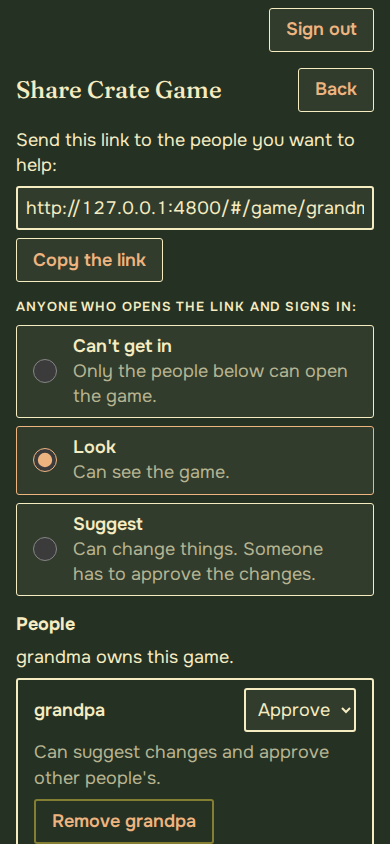 Sign out
Share Crate Game
Back
Send this link to the people you want to
help:
http://127.0.0.1:4800/#/game/grandm
Copy the link
ANYONE WHO OPENS THE LINK AND SIGNS IN:
Can't get in
Only the people below can open
the game.
Look
Can see the game.
Suggest
Can change things. Someone
has to approve the changes.
People
grandma owns this game.
grandpa
Approve
Can suggest changes and approve
other people's.
Remove grandpa